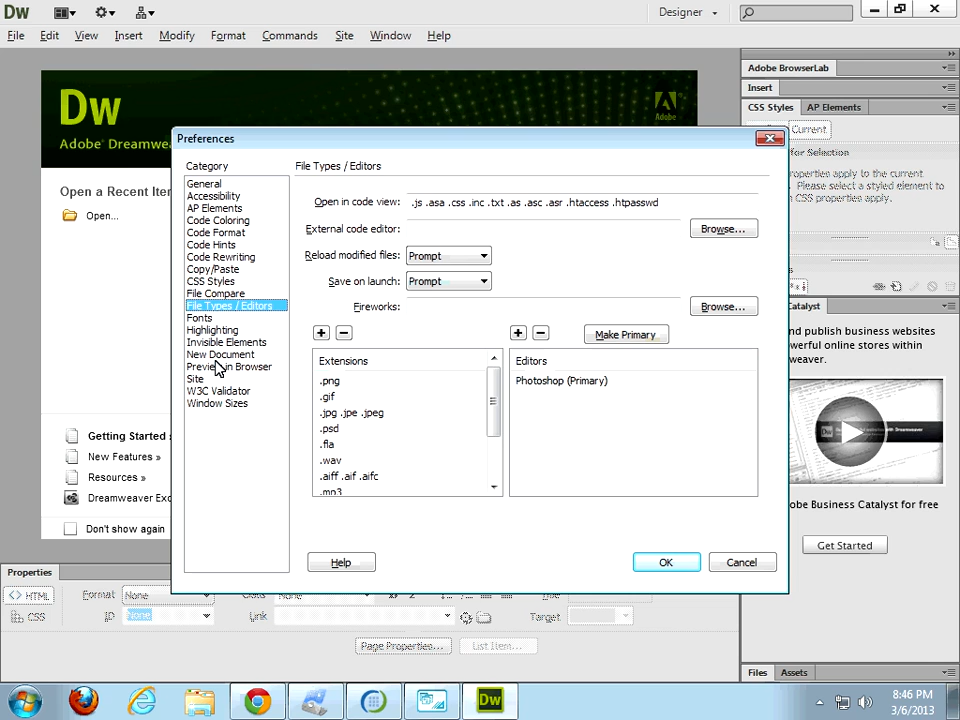 Dw
Designer
File Edit View Insert Modify Format Commands Site Window Help
Adobe BrowserLab
Insert
CSS Styles AP Elements
Current
for Selection
properties apply to the current
Please select a styled element to
CSS properties apply.
Dw
Adobe® Dreamwea
Adobe
Open a Recent Iten
Open...
Preferences
Category
General
Accessibility
AP Elements
Code Coloring
Code Format
Code Hints
Code Rewriting
Copy/Paste
CSS Styles
File Compare
File Types / Editors
Fonts
Highlighting
Invisible Elements
New Document
Preview in Browser
Site
W3C Validator
Window Sizes
File Types / Editors
Open in code view: .js .asa .css .inc .txt .as .asc .asr .htaccess .htpasswd
External code editor: Browse...
Reload modified files: Prompt
Save on launch: Prompt
Fireworks: Browse...
Make Primary
Extensions
.png
.gif
.jpg .jpe .jpeg
.psd
.fla
.wav
.aiff .aif .aifc
.mp3
Editors
Photoshop (Primary)
Help OK Cancel
Getting Started »
New Features »
Resources »
Dreamweaver Exc
Don't show again
Catalyst
nd publish business websites
werful online stores within
weaver.
obe Business Catalyst for free
Get Started
Properties
HTML Format None Class None Title
CSS ID None Link Target
Page Properties... List Item...
Files Assets
Dw
8:46 PM
3/6/2013